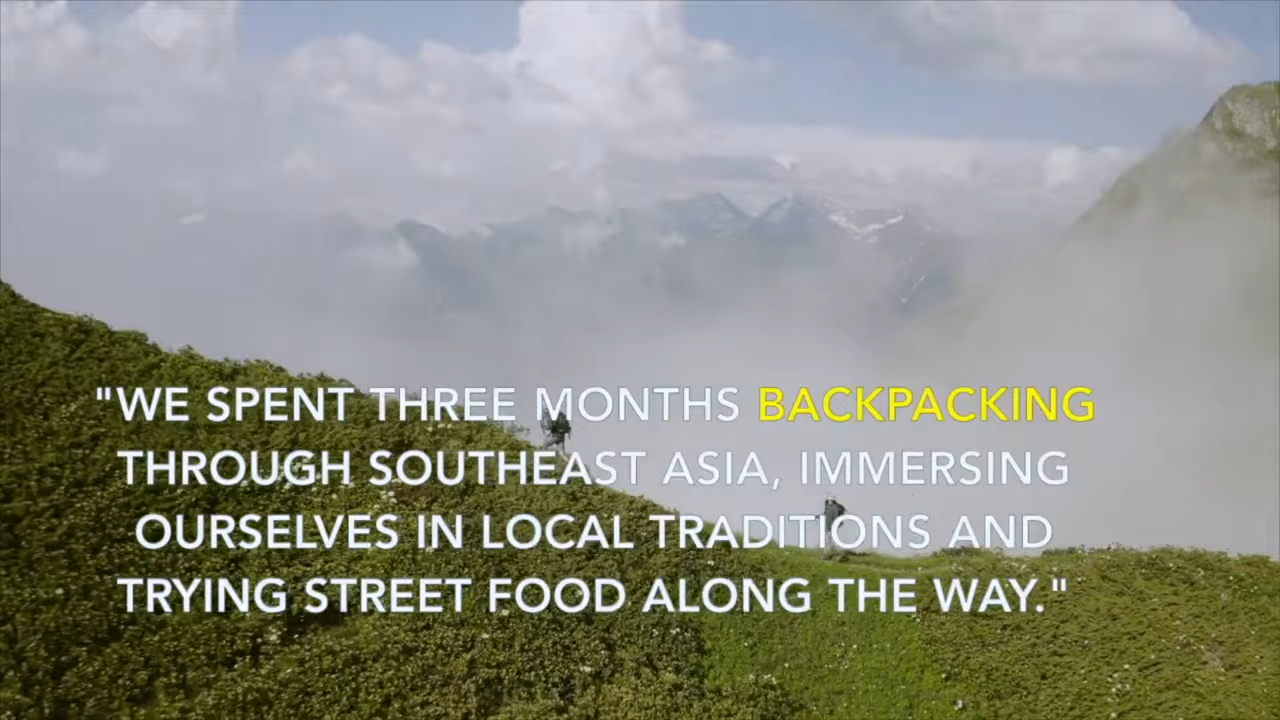 "WE SPENT THREE MONTHS BACKPACKING
THROUGH SOUTHEAST ASIA, IMMERSING
OURSELVES IN LOCAL TRADITIONS AND
TRYING STREET FOOD ALONG THE WAY."